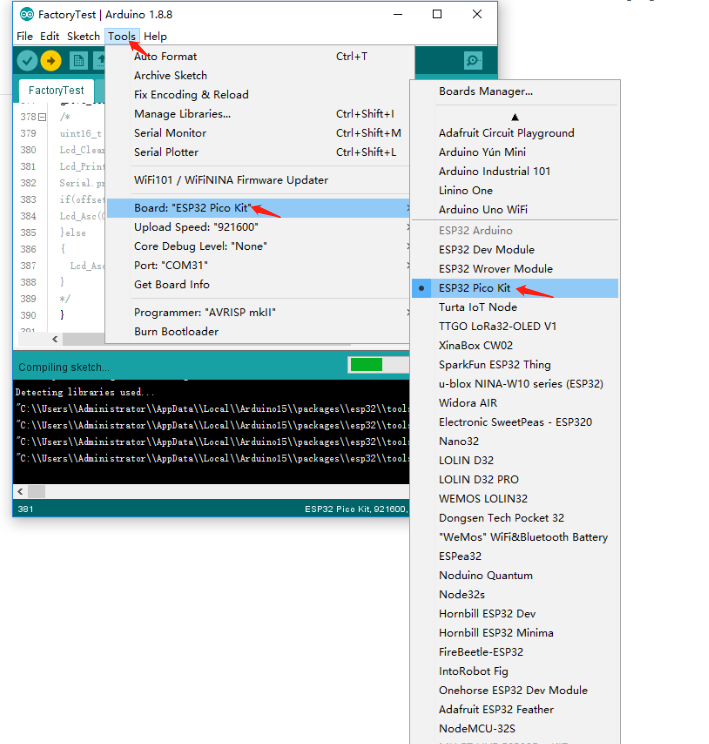 FactoryTest | Arduino 1.8.8
File Edit Sketch Tools Help
FactoryTest
378 /*
379 uint16_t
380 Lcd_Clear
381 Lcd_Print
382 Serial.pr
383 if(offset
384 Lcd_Asc(0
385 }else
386 {
387 Lcd_Asc
388 }
389 */
390 }
391
Auto Format Ctrl+T
Archive Sketch
Fix Encoding & Reload
Manage Libraries... Ctrl+Shift+I
Serial Monitor Ctrl+Shift+M
Serial Plotter Ctrl+Shift+L
WiFi101 / WiFiNINA Firmware Updater
Board: "ESP32 Pico Kit"
Upload Speed: "921600"
Core Debug Level: "None"
Port: "COM31"
Get Board Info
Programmer: "AVRISP mkII"
Burn Bootloader
Compiling sketch...
Detecting libraries used...
"C:\\Users\\Administrator\\AppData\\Local\\Arduino15\\packages\\esp32\\tool
"C:\\Users\\Administrator\\AppData\\Local\\Arduino15\\packages\\esp32\\tool
"C:\\Users\\Administrator\\AppData\\Local\\Arduino15\\packages\\esp32\\tool
"C:\\Users\\Administrator\\AppData\\Local\\Arduino15\\packages\\esp32\\tool
381 ESP32 Pico Kit, 921600,
Boards Manager...
Adafruit Circuit Playground
Arduino Yún Mini
Arduino Industrial 101
Linino One
Arduino Uno WiFi
ESP32 Arduino
ESP32 Dev Module
ESP32 Wrover Module
ESP32 Pico Kit
Turta IoT Node
TTGO LoRa32-OLED V1
XinaBox CW02
SparkFun ESP32 Thing
u-blox NINA-W10 series (ESP32)
Widora AIR
Electronic SweetPeas - ESP320
Nano32
LOLIN D32
LOLIN D32 PRO
WEMOS LOLIN32
Dongsen Tech Pocket 32
"WeMos" WiFi&Bluetooth Battery
ESPea32
Noduino Quantum
Node32s
Hornbill ESP32 Dev
Hornbill ESP32 Minima
FireBeetle-ESP32
IntoRobot Fig
Onehorse ESP32 Dev Module
Adafruit ESP32 Feather
NodeMCU-32S